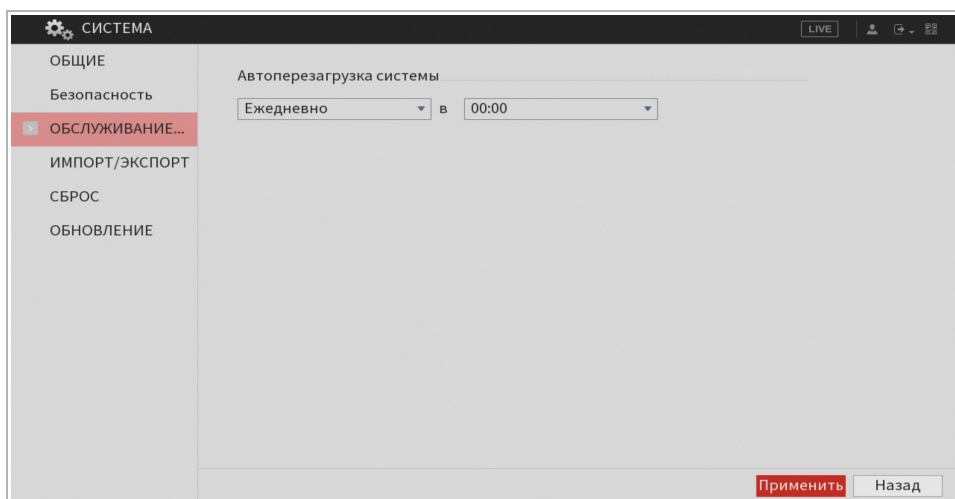 СИСТЕМА
LIVE
ОБЩИЕ
Безопасность
ОБСЛУЖИВАНИЕ...
ИМПОРТ/ЭКСПОРТ
СБРОС
ОБНОВЛЕНИЕ
Автоперезагрузка системы
Ежедневно в 00:00
Применить Назад